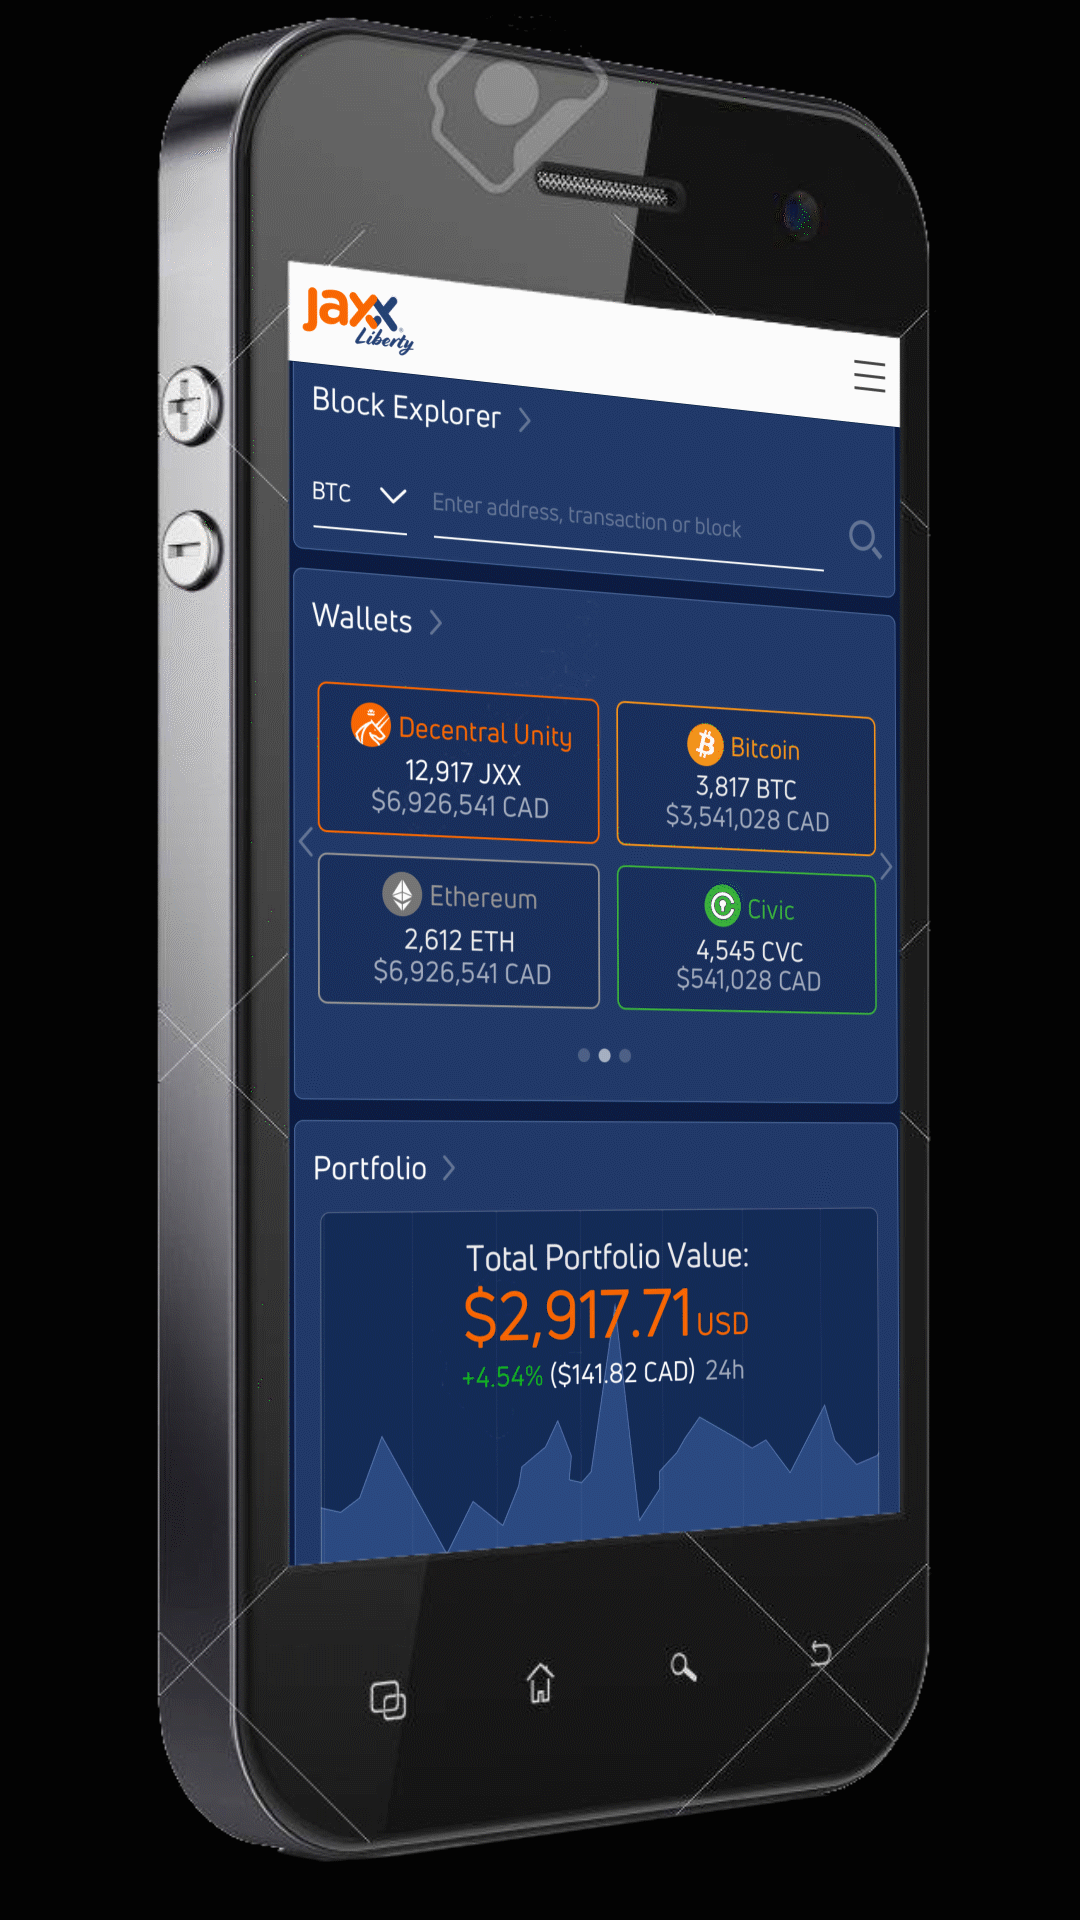 Jaxx
Liberty
Block Explorer
BTC
Enter address, transaction or block
Wallets
Decentral Unity
12,917 JXX
$6,926,541 CAD
Bitcoin
3,817 BTC
$3,541,028 CAD
Ethereum
2,612 ETH
$6,926,541 CAD
Civic
4,545 CVC
$541,028 CAD
Portfolio
Total Portfolio Value:
$2,917.71 USD
+4.54% ($141.82 CAD) 24h